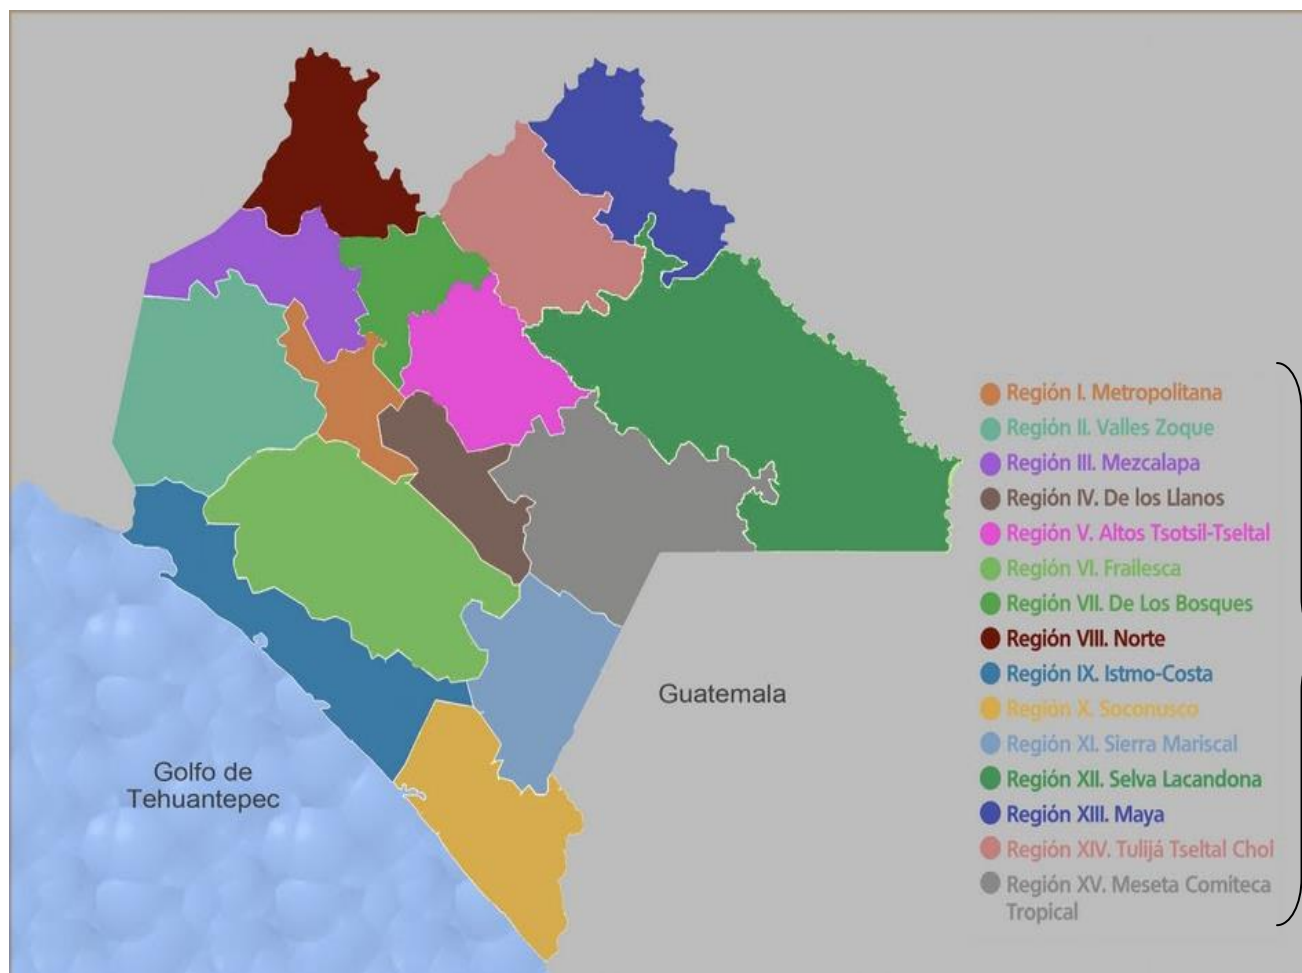 Región I. Metropolitana
Región II. Valles Zoque
Región III. Mezcalapa
Región IV. De los Llanos
Región V. Altos Tsotsil-Tseltal
Región VI. Frailesca
Región VII. De Los Bosques
Región VIII. Norte
Región IX. Istmo-Costa
Región X. Soconusco
Región XI. Sierra Mariscal
Región XII. Selva Lacandona
Región XIII. Maya
Región XIV. Tulijá Tseltal Chol
Región XV. Meseta Comiteca
Tropical
Guatemala
Golfo de
Tehuantepec